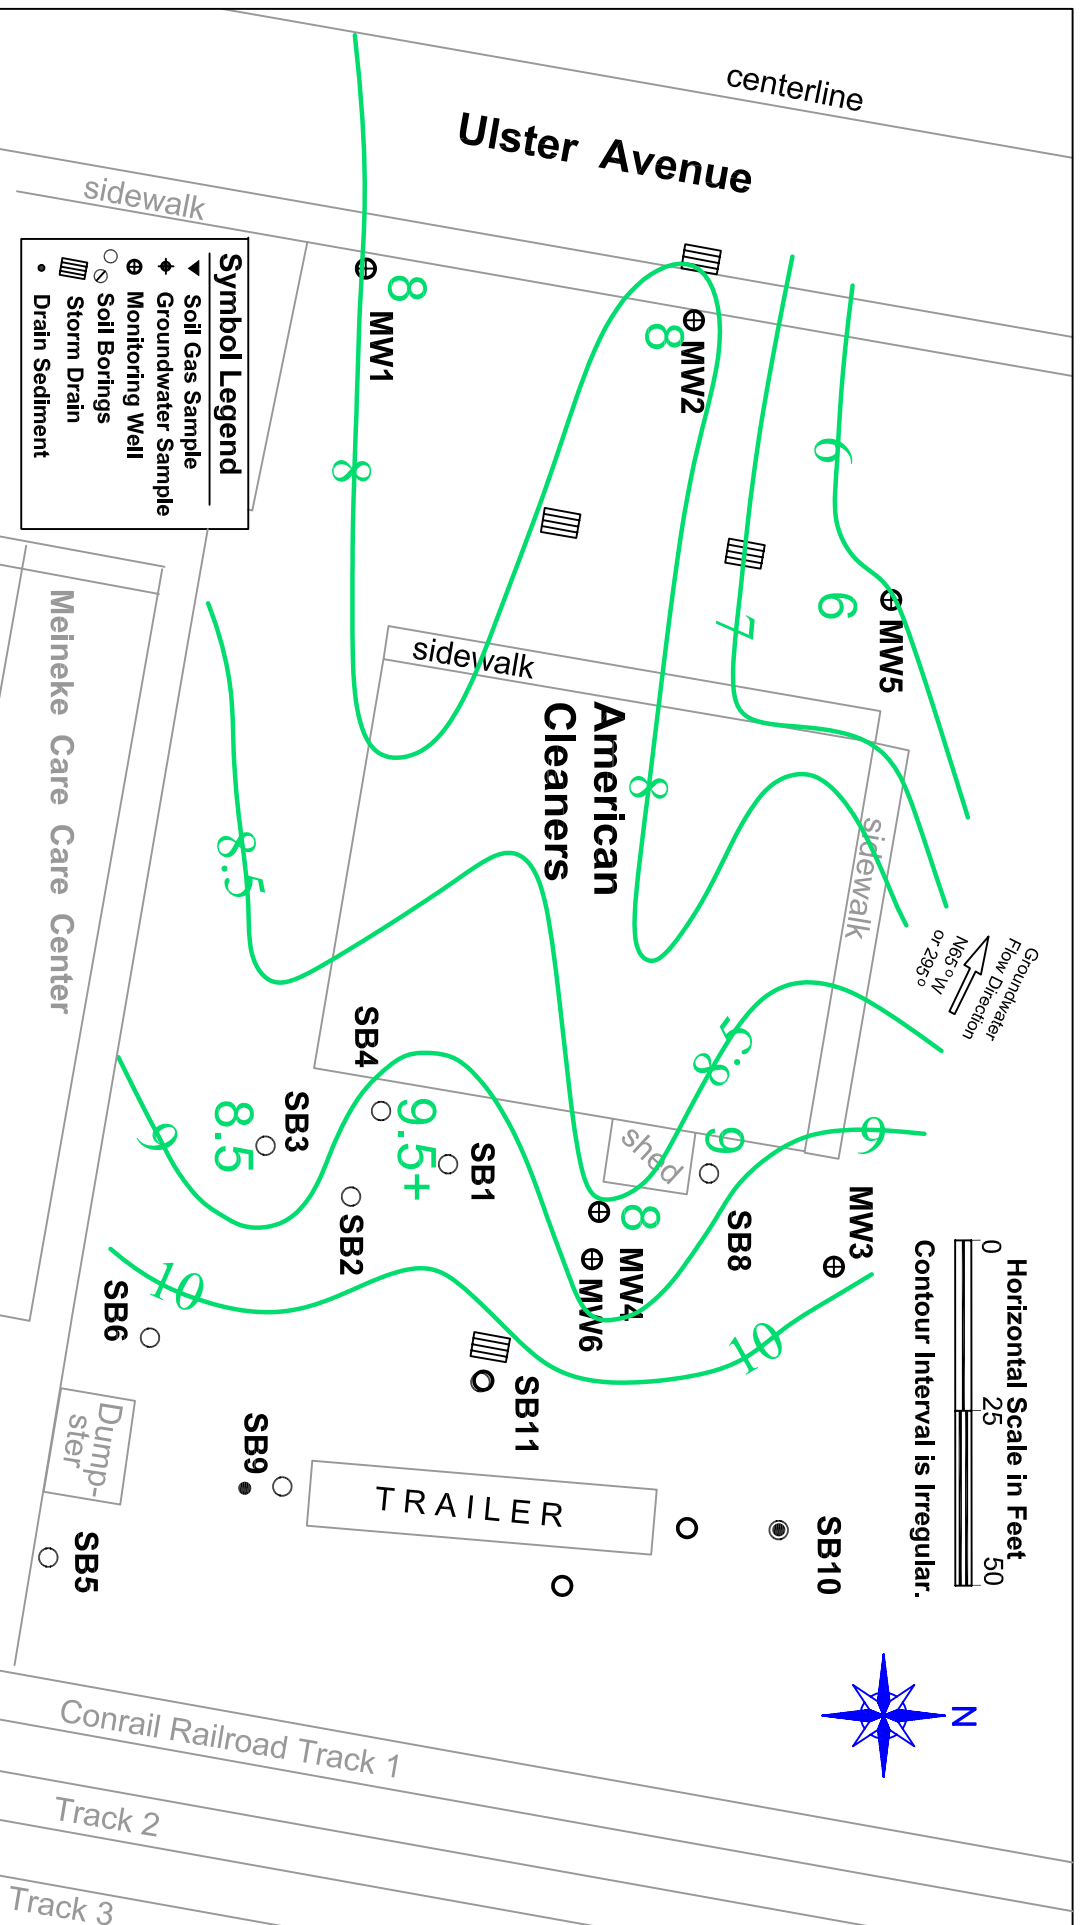 centerline
Ulster Avenue
sidewalk
Symbol Legend
Soil Gas Sample
Groundwater Sample
Monitoring Well
Soil Borings
Storm Drain
Drain Sediment
8
MW1
8
8
MW2
6
6
MW5
7
sidewalk
American
Cleaners
8
sidewalk
Groundwater
Flow Direction
N65° W
or 295°
Meineke Care Care Center
8.5
8.5
SB4
9.5+
SB3
8.5
9
SB1
SB2
shed
9
SB8
9
MW3
8
MW4
MW6
10
10
SB6
SB11
Horizontal Scale in Feet
0
25
50
Contour Interval is Irregular.
Dump-
ster
SB9
TRAILER
SB10
SB5
N
Conrail Railroad Track 1
Track 2
Track 3